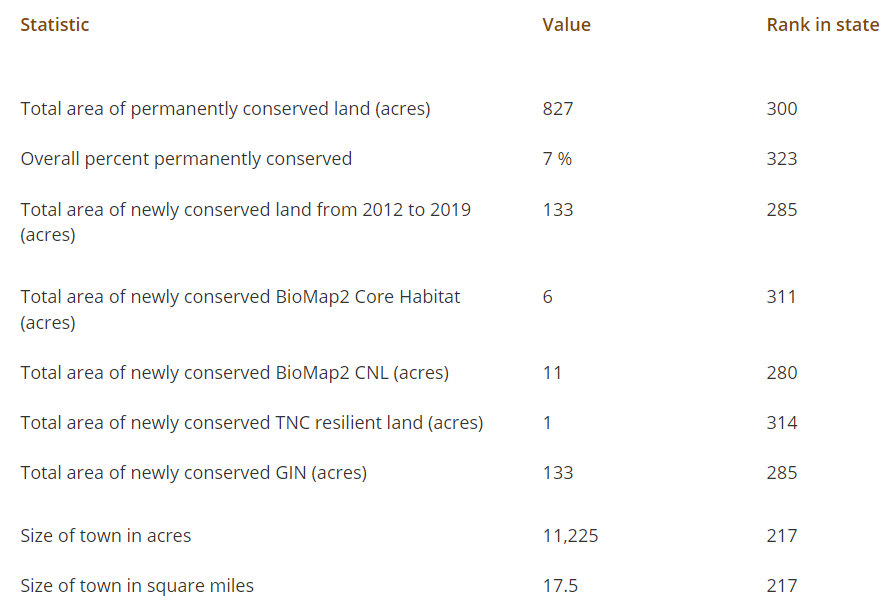 Statistic Value Rank in state
Total area of permanently conserved land (acres) 827 300
Overall percent permanently conserved 7 % 323
Total area of newly conserved land from 2012 to 2019 133 285
(acres)
Total area of newly conserved BioMap2 Core Habitat 6 311
(acres)
Total area of newly conserved BioMap2 CNL (acres) 11 280
Total area of newly conserved TNC resilient land (acres) 1 314
Total area of newly conserved GIN (acres) 133 285
Size of town in acres 11,225 217
Size of town in square miles 17.5 217